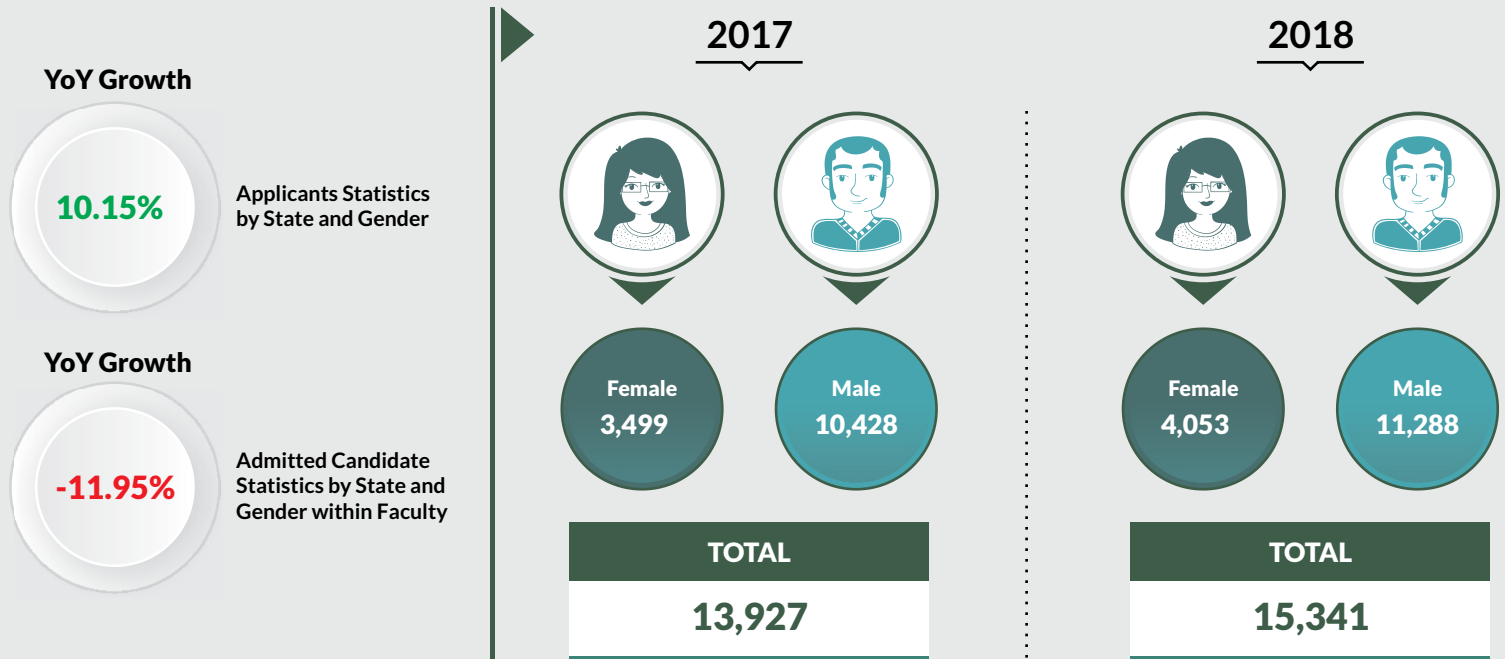 YoY Growth
10.15%
Applicants Statistics
by State and Gender
YoY Growth
-11.95%
Admitted Candidate
Statistics by State and
Gender within Faculty
2017
Female
3,499
Male
10,428
TOTAL
13,927
2018
Female
4,053
Male
11,288
TOTAL
15,341